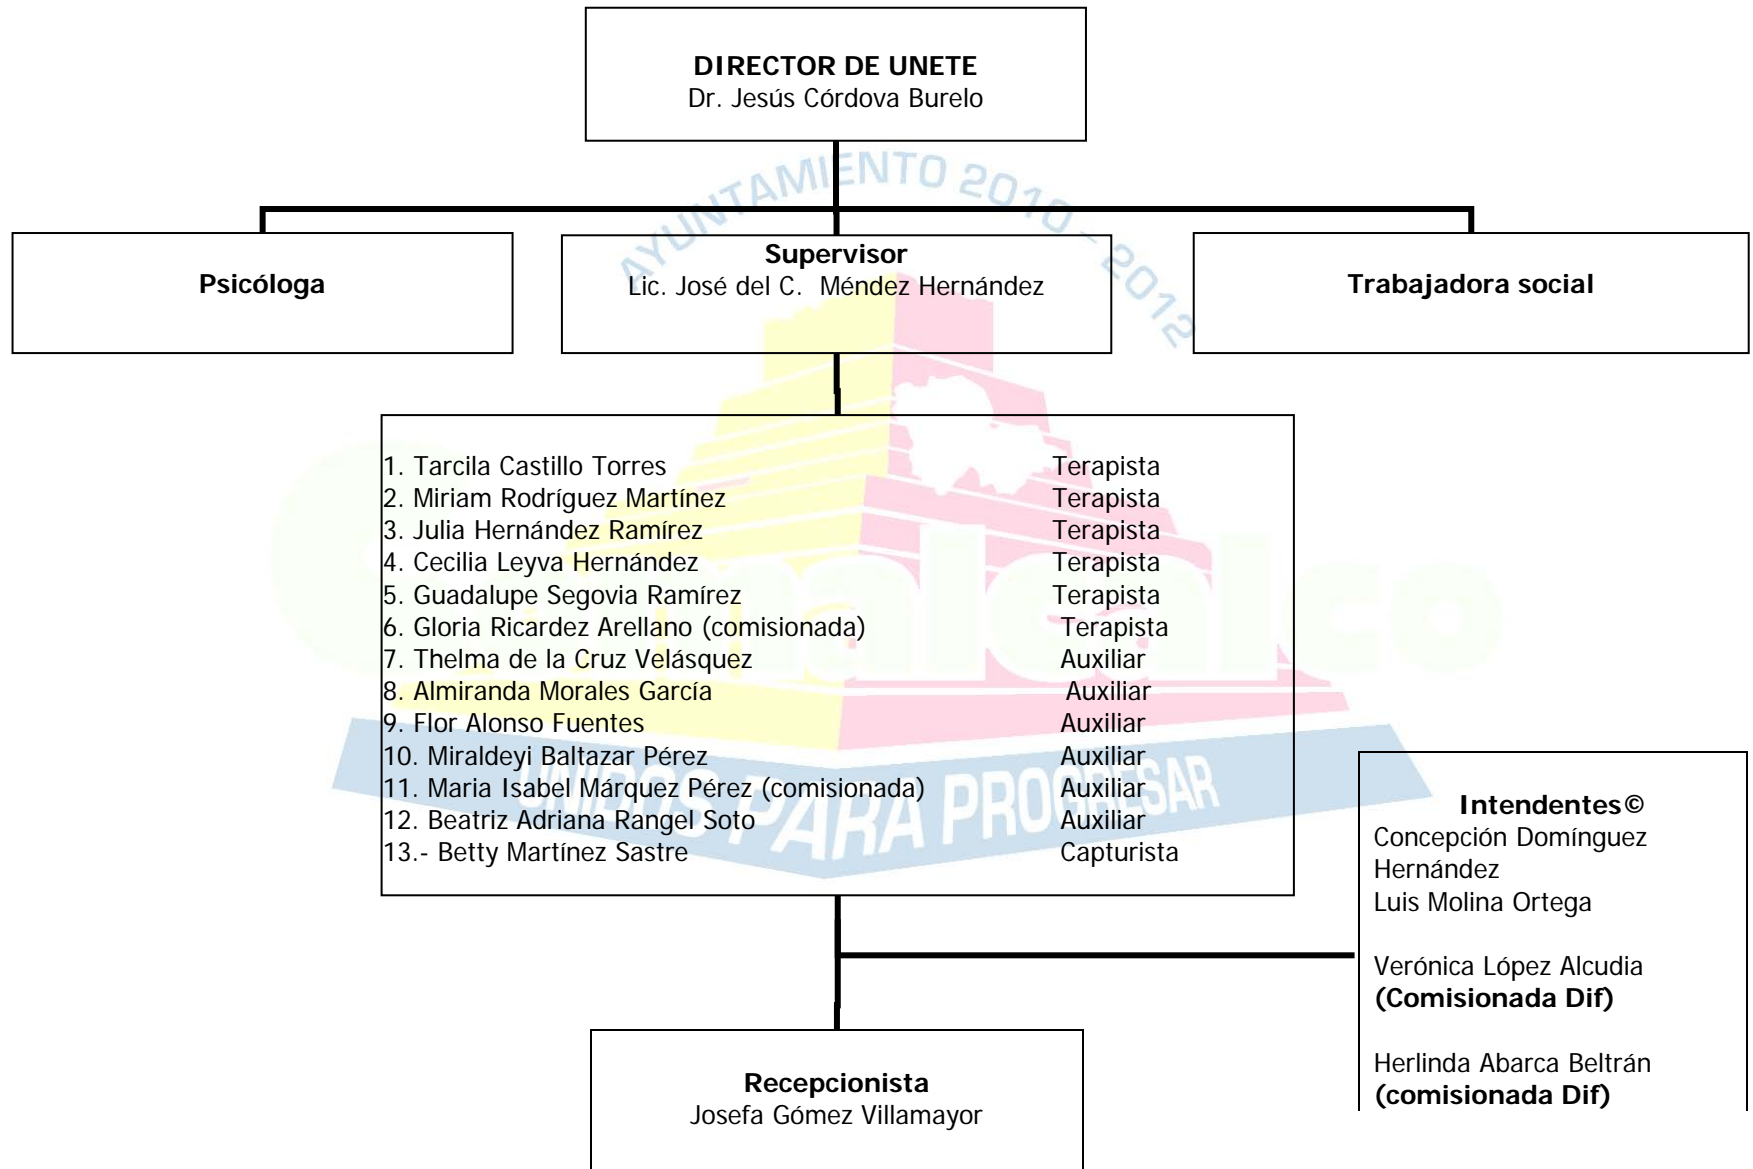 DIRECTOR DE UNETE
Dr. Jesús Córdova Burelo
AYUNTAMIENTO 2010 - 2012
Psicóloga
Supervisor
Lic. José del C. Méndez Hernández
Trabajadora social
1. Tarcila Castillo Torres Terapista
2. Miriam Rodríguez Martínez Terapista
3. Julia Hernández Ramírez Terapista
4. Cecilia Leyva Hernández Terapista
5. Guadalupe Segovia Ramírez Terapista
6. Gloria Ricardez Arellano (comisionada) Terapista
7. Thelma de la Cruz Velásquez Auxiliar
8. Almiranda Morales García Auxiliar
9. Flor Alonso Fuentes Auxiliar
10. Miraldeyi Baltazar Pérez Auxiliar
11. Maria Isabel Márquez Pérez (comisionada) Auxiliar
12. Beatriz Adriana Rangel Soto Auxiliar
13.- Betty Martínez Sastre Capturista
Comalcalco
UNIDOS PARA PROGRESAR
Intendentes©
Concepción Domínguez
Hernández
Luis Molina Ortega
Verónica López Alcudia
(Comisionada Dif)
Herlinda Abarca Beltrán
(comisionada Dif)
Recepcionista
Josefa Gómez Villamayor